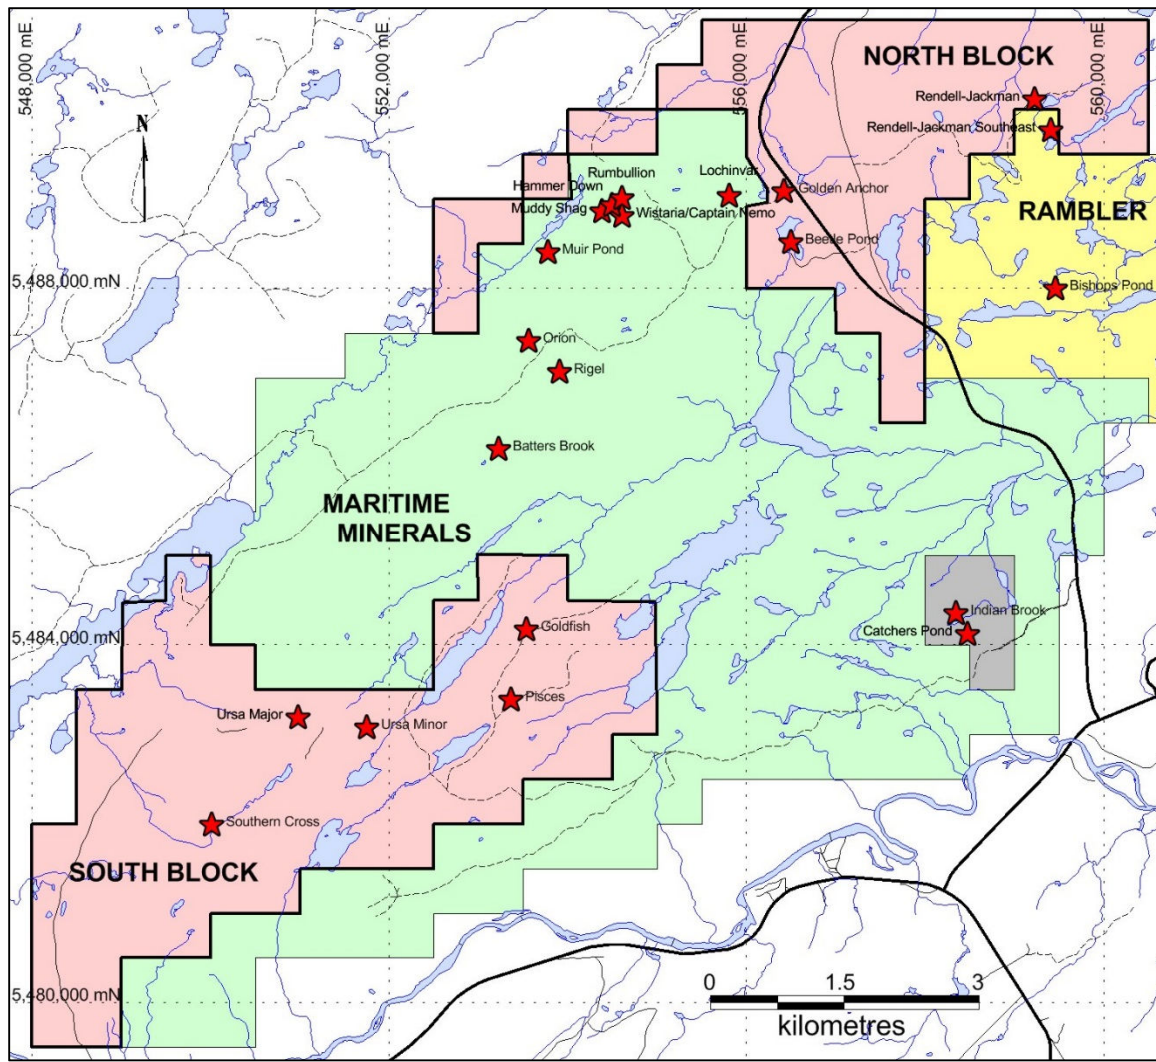 548,000 mE
552,000 mE
556,000 mE
560,000 mE
NORTH BLOCK
Rendell-Jackman
N
Rendell-Jackman Southeast
Rumbullion
Lochinvar
Hammer Down
Golden Anchor
Muddy Shag
Wistaria/Captain Nemo
RAMBLER
Beetle Pond
Muir Pond
5,488,000 mN
Bishops Pond
Orion
Rigel
Batters Brook
MARITIME
MINERALS
Indian Brook
Goldfish
Catchers Pond
5,484,000 mN
Pisces
Ursa Major
Ursa Minor
Southern Cross
SOUTH BLOCK
5,480,000 mN
0 1.5 3
kilometres